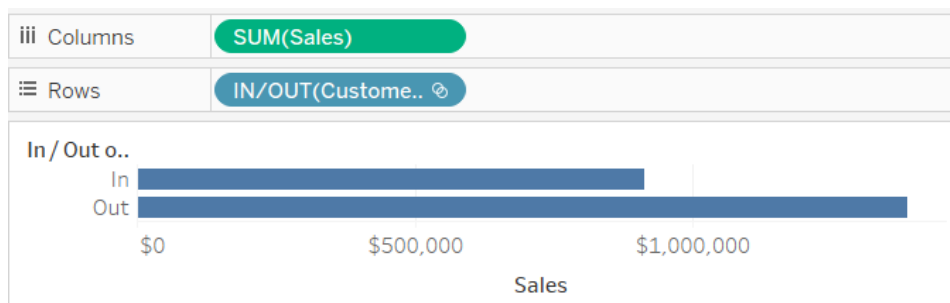 Columns SUM(Sales)
Rows IN/OUT(Custome..
In / Out o..
In
Out
$0 $500,000 $1,000,000
Sales